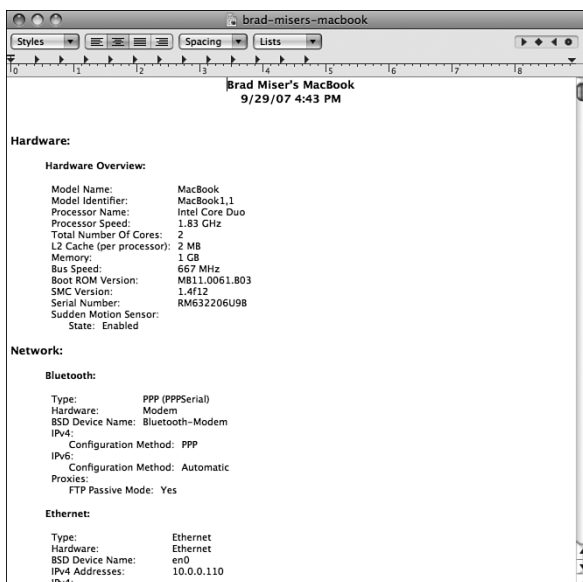 brad-misers-macbook
Styles Spacing Lists
0 1 2 3 4 5 6 7 8
Brad Miser's MacBook
9/29/07 4:43 PM
Hardware:
Hardware Overview:
Model Name: MacBook
Model Identifier: MacBook1,1
Processor Name: Intel Core Duo
Processor Speed: 1.83 GHz
Total Number Of Cores: 2
L2 Cache (per processor): 2 MB
Memory: 1 GB
Bus Speed: 667 MHz
Boot ROM Version: MB11.0061.B03
SMC Version: 1.4f12
Serial Number: RM632206U9B
Sudden Motion Sensor:
State: Enabled
Network:
Bluetooth:
Type: PPP (PPPSerial)
Hardware: Modem
BSD Device Name: Bluetooth-Modem
IPv4:
Configuration Method: PPP
IPv6:
Configuration Method: Automatic
Proxies:
FTP Passive Mode: Yes
Ethernet:
Type: Ethernet
Hardware: Ethernet
BSD Device Name: en0
IPv4 Addresses: 10.0.0.110